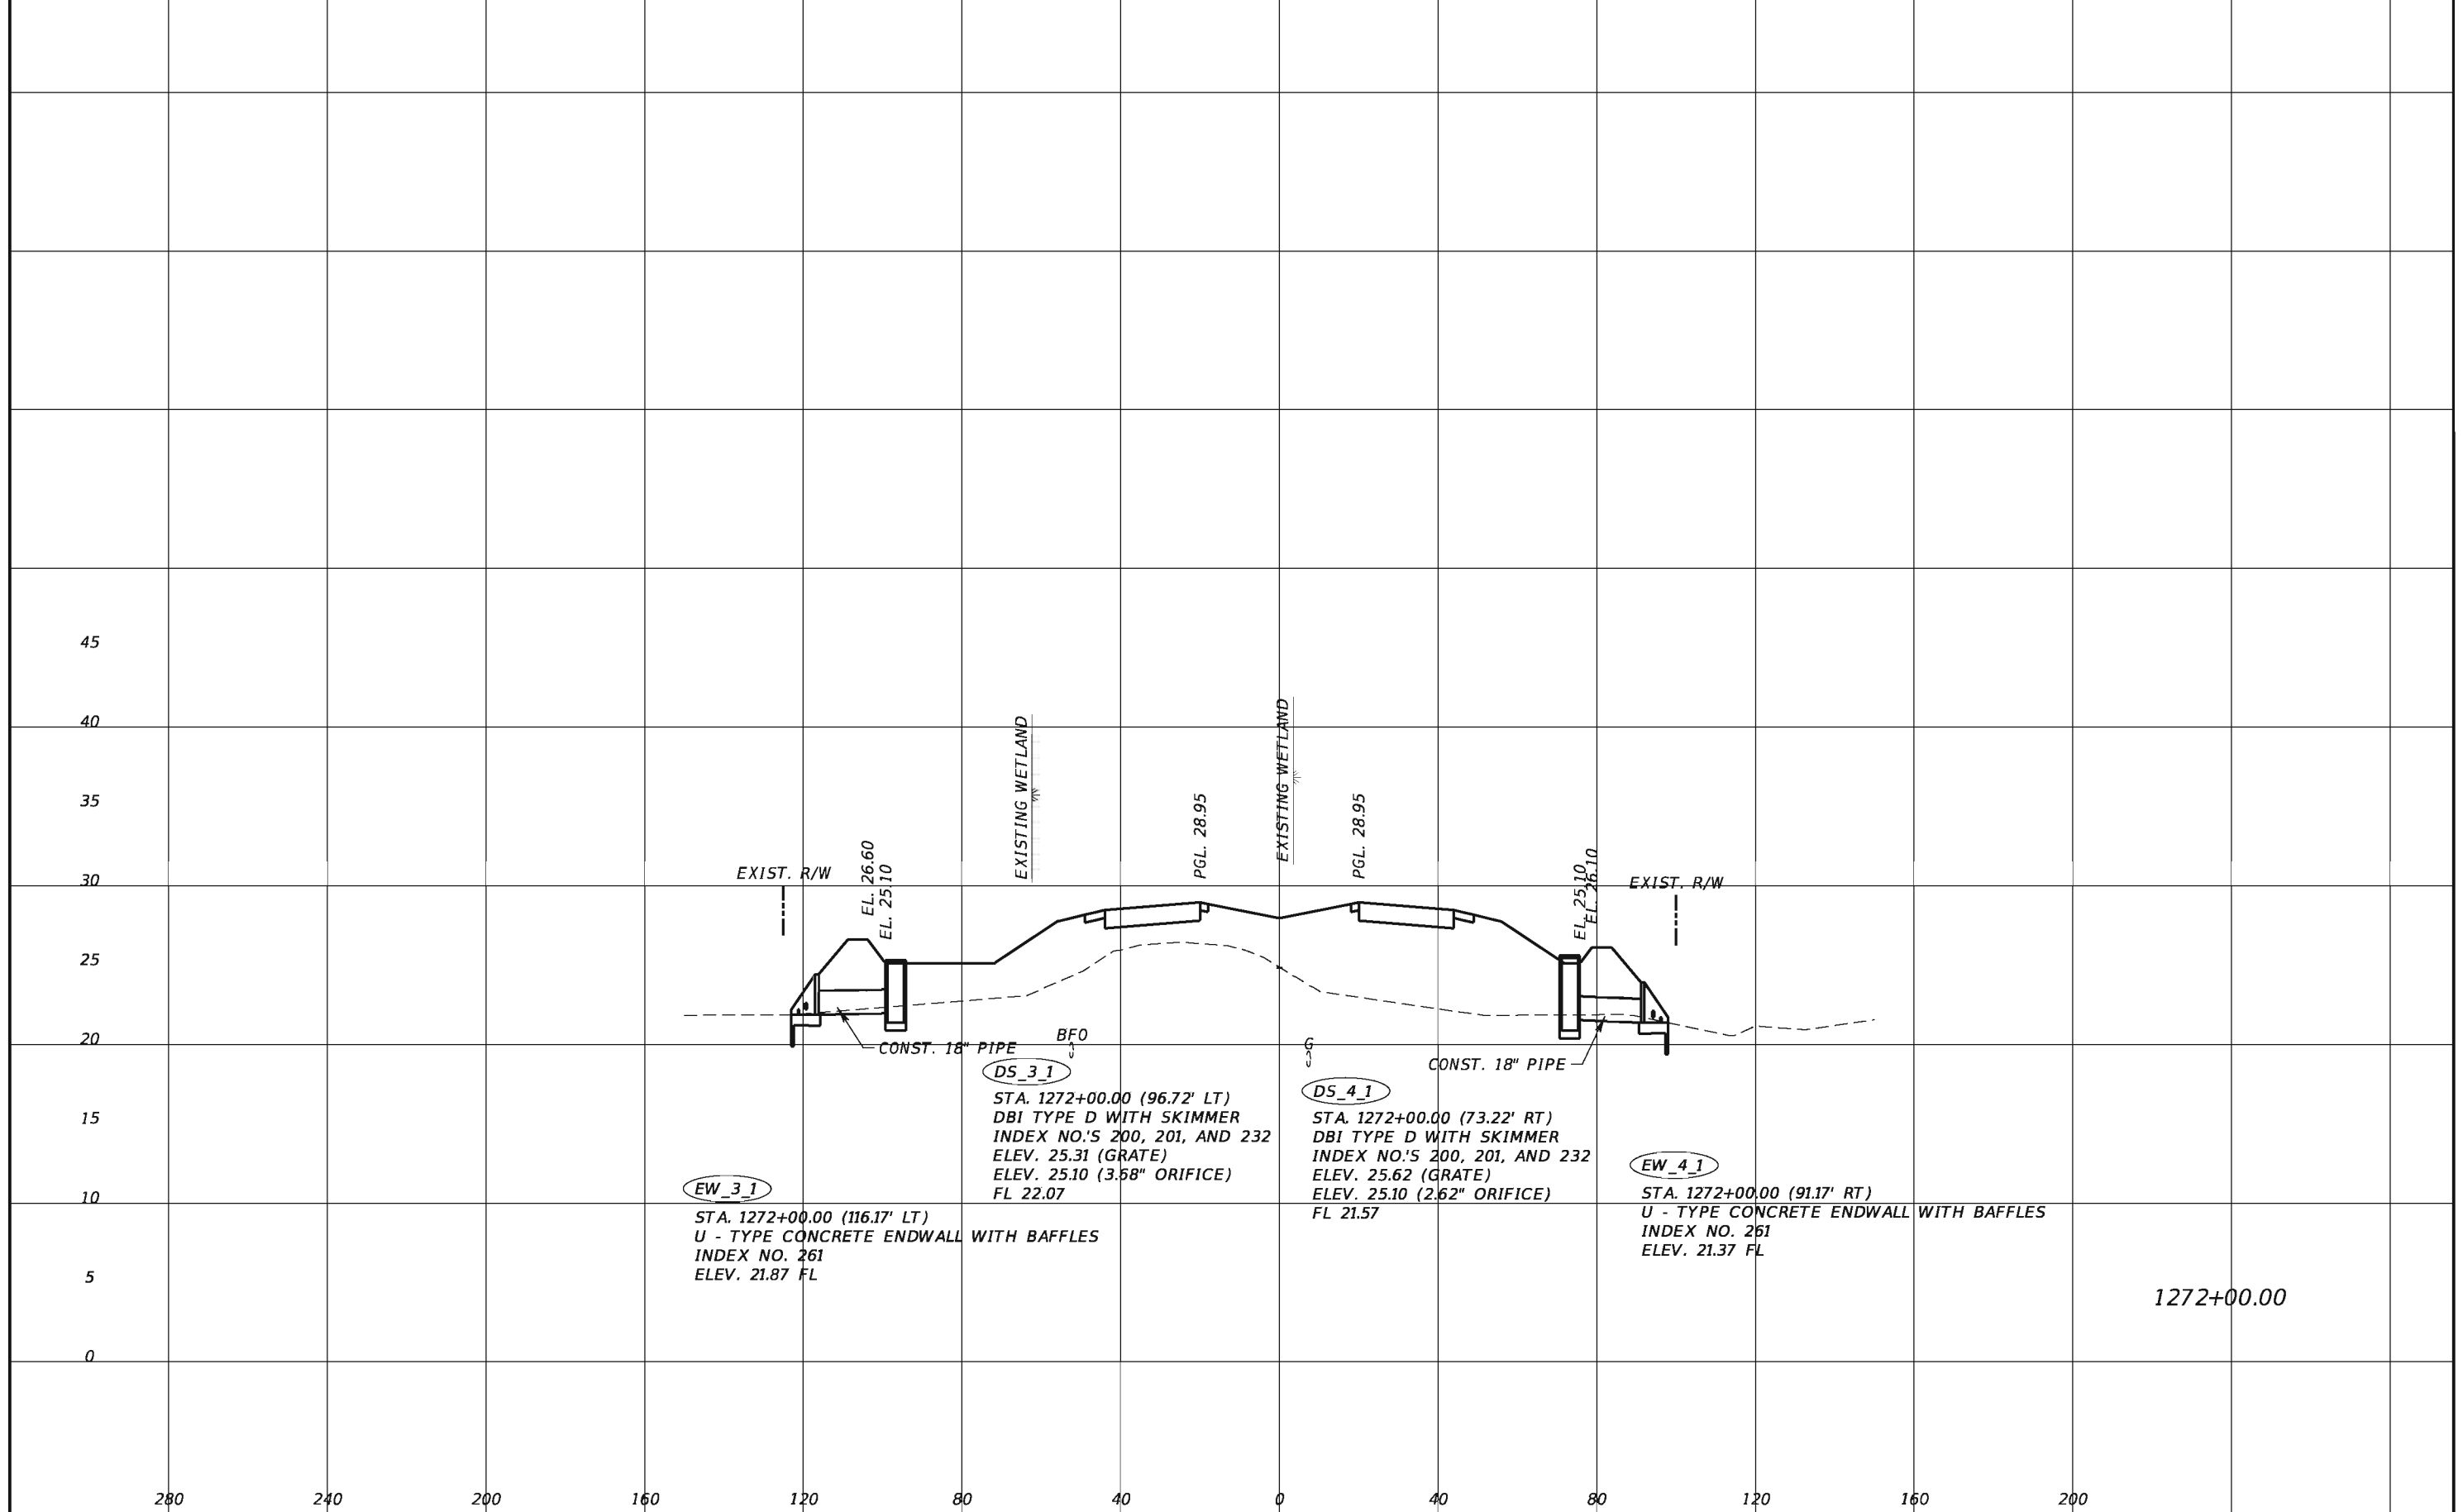 45
40
35
30
25
20
15
10
5
0
EXISTING WETLAND
EXISTING WETLAND
PGL. 28.95
PGL. 28.95
EXIST. R/W
EL. 26.60
EL. 25.10
EL. 25.10
EL. 26.10
EXIST. R/W
CONST. 18" PIPE
BFO
G
CONST. 18" PIPE
DS_3_1
STA. 1272+00.00 (96.72' LT)
DBI TYPE D WITH SKIMMER
INDEX NO.'S 200, 201, AND 232
ELEV. 25.31 (GRATE)
ELEV. 25.10 (3.68" ORIFICE)
FL 22.07
DS_4_1
STA. 1272+00.00 (73.22' RT)
DBI TYPE D WITH SKIMMER
INDEX NO.'S 200, 201, AND 232
ELEV. 25.62 (GRATE)
ELEV. 25.10 (2.62" ORIFICE)
FL 21.57
EW_3_1
STA. 1272+00.00 (116.17' LT)
U - TYPE CONCRETE ENDWALL WITH BAFFLES
INDEX NO. 261
ELEV. 21.87 FL
EW_4_1
STA. 1272+00.00 (91.17' RT)
U - TYPE CONCRETE ENDWALL WITH BAFFLES
INDEX NO. 261
ELEV. 21.37 FL
1272+00.00
280 240 200 160 120 80 40 0 40 80 120 160 200